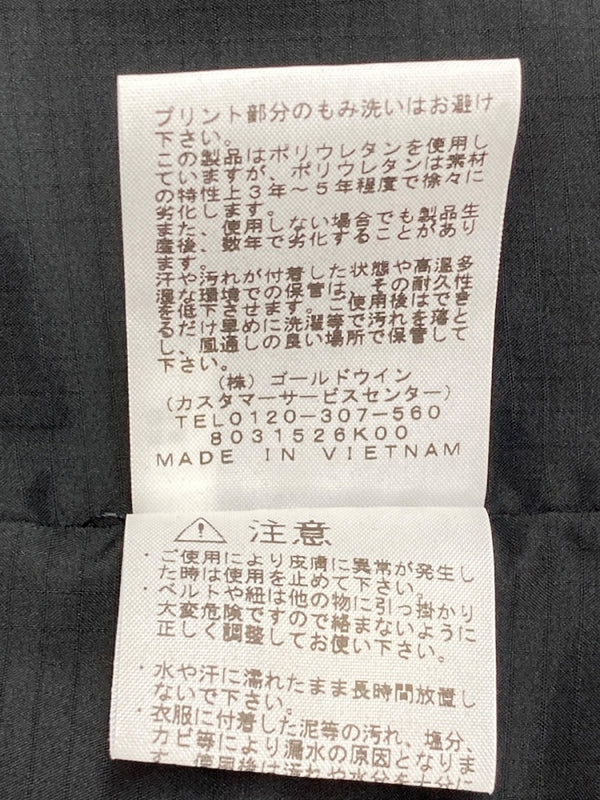 プリント部分のもみ洗いはお避け
下さい。
この製品はポリウレタンを使用し
ていますが、ポリウレタンは素材
の特性上3年～5年程度で徐々に
劣化します。
また、使用しない場合でも製品生
産後、数年で劣化することがあり
ます。
汗や汚れが付着した状態や高温多
湿な環境での保管は、その耐久性
を低下させます。ご使用後はでき
るだけ早めに洗濯等で汚れを落と
し、風通しの良い場所で保管して
下さい。
(株) ゴールドウイン
(カスタマーサービスセンター)
TEL0120-307-560
8031526K00
MADE IN VIETNAM
⚠ 注意
・ご使用により皮膚に異常が発生し
た時は使用を止めて下さい。
・ベルトや紐は他の物に引っ掛かり
大変危険ですので絡まないように
正しく調整してお使い下さい。
・水や汗に濡れたまま長時間放置し
ないで下さい。
・衣服に付着した泥等の汚れ、塩分、
カビ等により漏水の原因となりま
す。使用後は汚れや水分を十分に